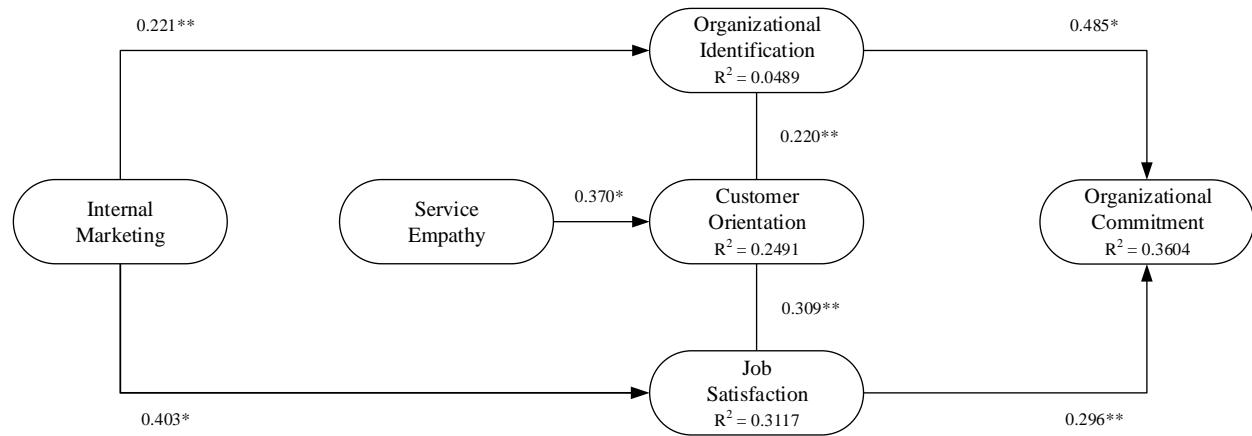 0.221**
Organizational
Identification
R² = 0.0489
0.485*
0.220**
Internal
Marketing
Service
Empathy
0.370*
Customer
Orientation
R² = 0.2491
Organizational
Commitment
R² = 0.3604
0.309**
0.403*
Job
Satisfaction
R² = 0.3117
0.296**